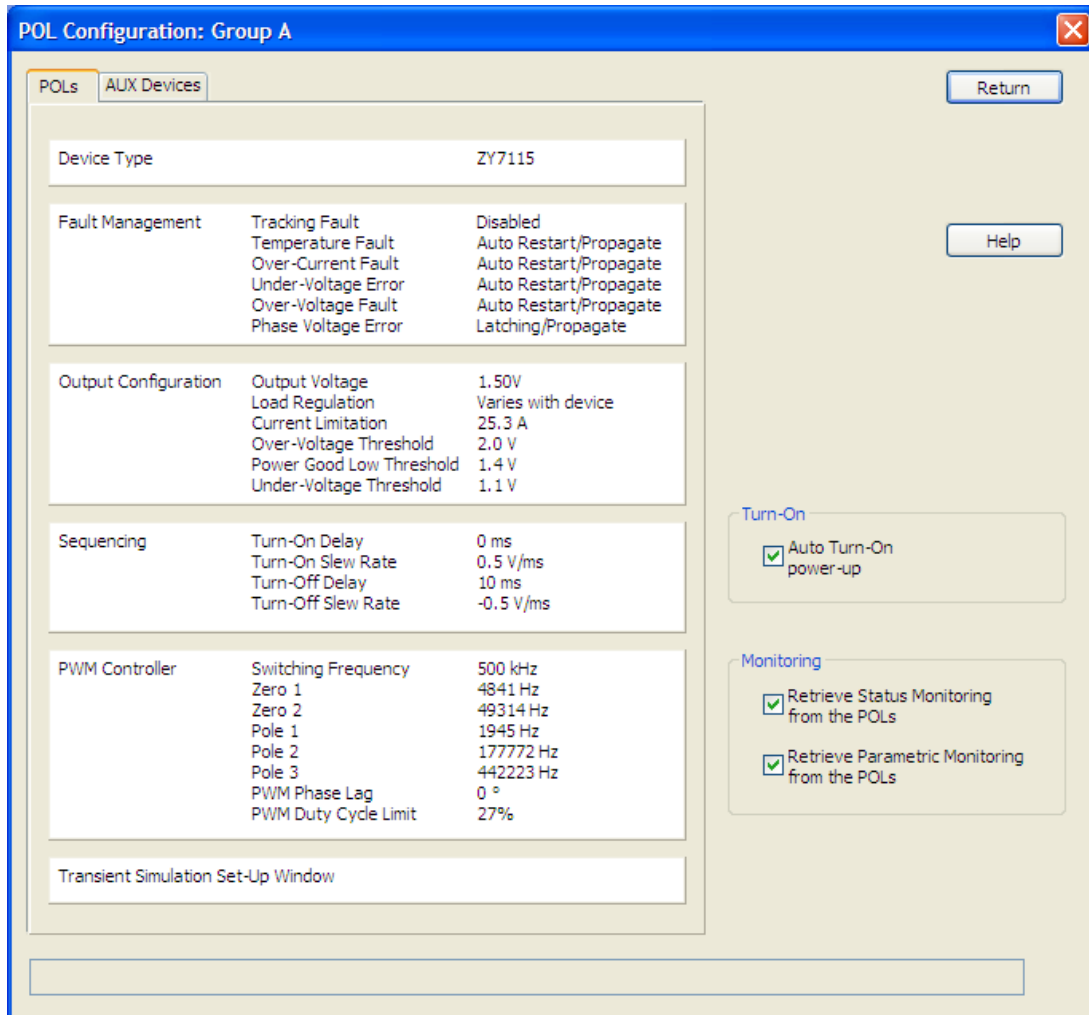 POL Configuration: Group A
POLs AUX Devices
Return
Device Type ZY7115
Help
Fault Management Tracking Fault Disabled
Temperature Fault Auto Restart/Propagate
Over-Current Fault Auto Restart/Propagate
Under-Voltage Error Auto Restart/Propagate
Over-Voltage Fault Auto Restart/Propagate
Phase Voltage Error Latching/Propagate
Output Configuration Output Voltage 1.50V
Load Regulation Varies with device
Current Limitation 25.3 A
Over-Voltage Threshold 2.0 V
Power Good Low Threshold 1.4 V
Under-Voltage Threshold 1.1 V
Sequencing Turn-On Delay 0 ms
Turn-On Slew Rate 0.5 V/ms
Turn-Off Delay 10 ms
Turn-Off Slew Rate -0.5 V/ms
PWM Controller Switching Frequency 500 kHz
Zero 1 4841 Hz
Zero 2 49314 Hz
Pole 1 1945 Hz
Pole 2 177772 Hz
Pole 3 442223 Hz
PWM Phase Lag 0 °
PWM Duty Cycle Limit 27%
Transient Simulation Set-Up Window
Turn-On
Auto Turn-On
power-up
Monitoring
Retrieve Status Monitoring
from the POLs
Retrieve Parametric Monitoring
from the POLs